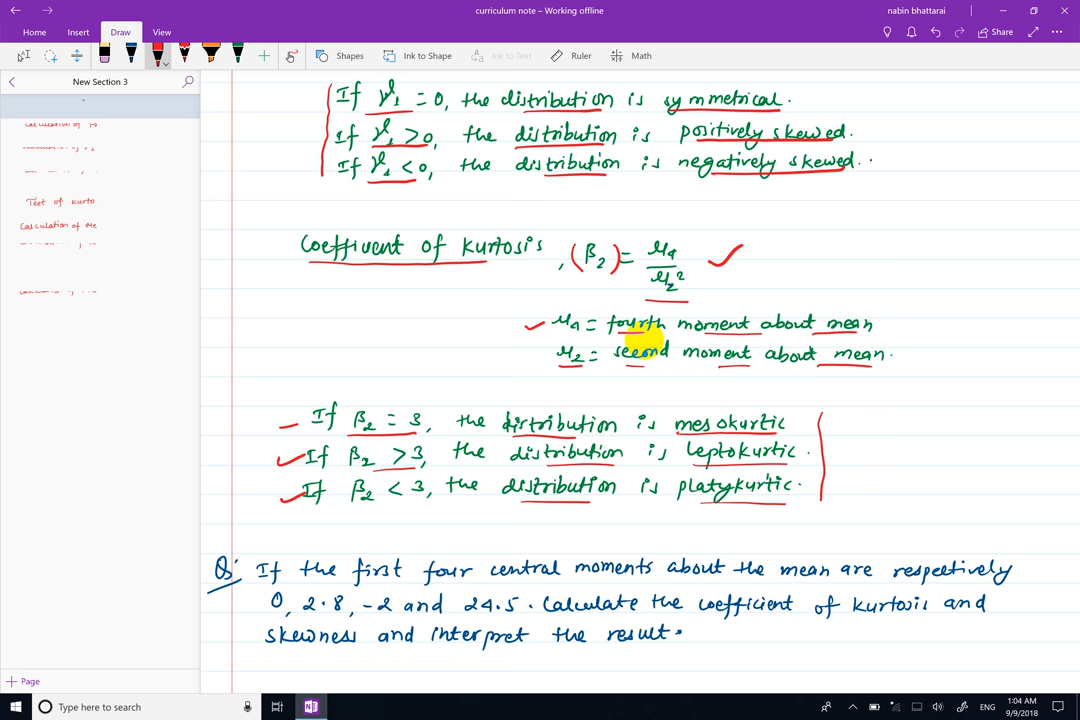 curriculum note – Working offline
nabin bhattarai
Home Insert Draw View
Share
Shapes Ink to Shape Ink to Text Ruler Math
New Section 3
If γ₁ = 0, the distribution is symmetrical.
If γ₁ > 0, the distribution is positively skewed.
If γ₁ < 0, the distribution is negatively skewed.
Test of kurto
Calculation of Me
Coefficent of Kurtosis, (β₂) = μ₄/μ₂²
μ₄ = fourth moment about mean
μ₂ = second moment about mean.
If β₂ = 3, the distribution is mesokurtic
If β₂ > 3, the distribution is leptokurtic.
If β₂ < 3, the distribution is platykurtic.
Q: If the first four central moments about the mean are respectively
0, 2.8, -2 and 24.5. Calculate the coefficient of kurtosis and
skewness and interpret the result.
Page
Type here to search
ENG
1:04 AM
9/9/2018